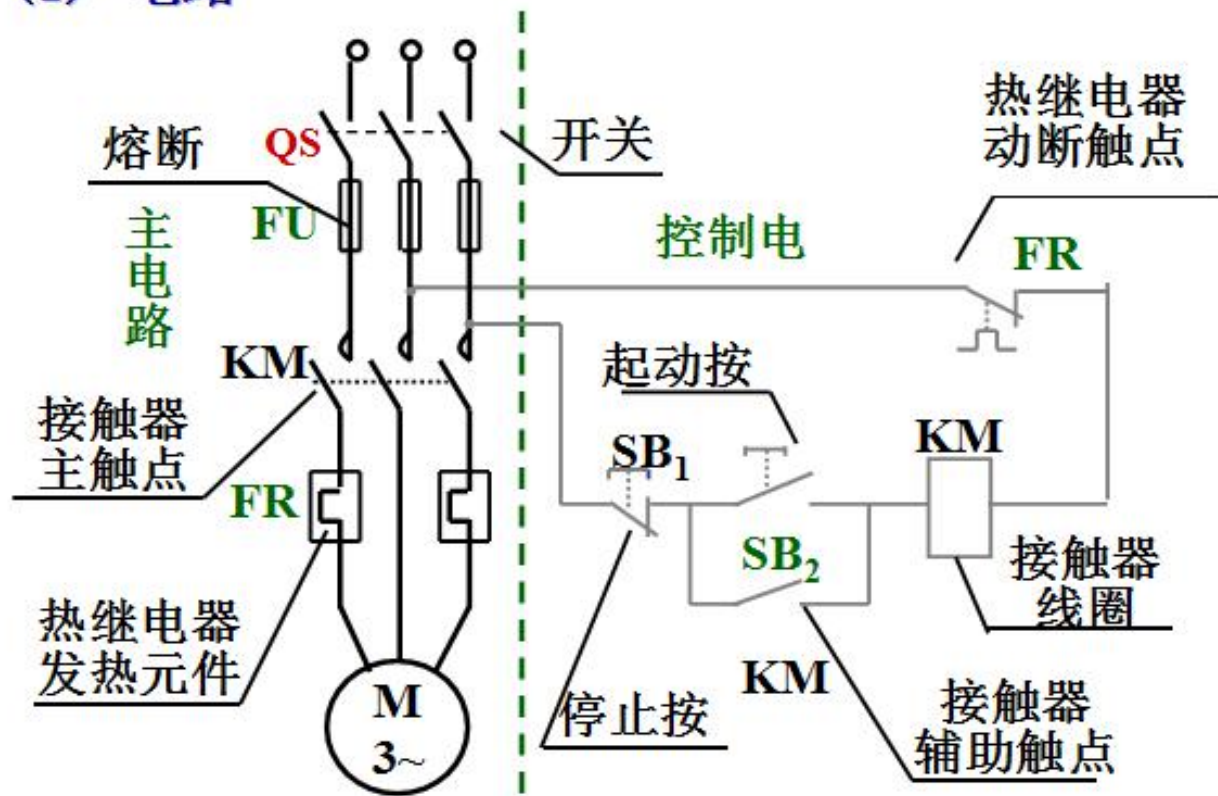 热继电器
动断触点
开关
熔断
QS
主电路
FU
控制电
FR
KM
起动按
接触器
主触点
SB₁
KM
FR
SB₂
接触器
线圈
热继电器
发热元件
M
3~
停止按
KM
接触器
辅助触点